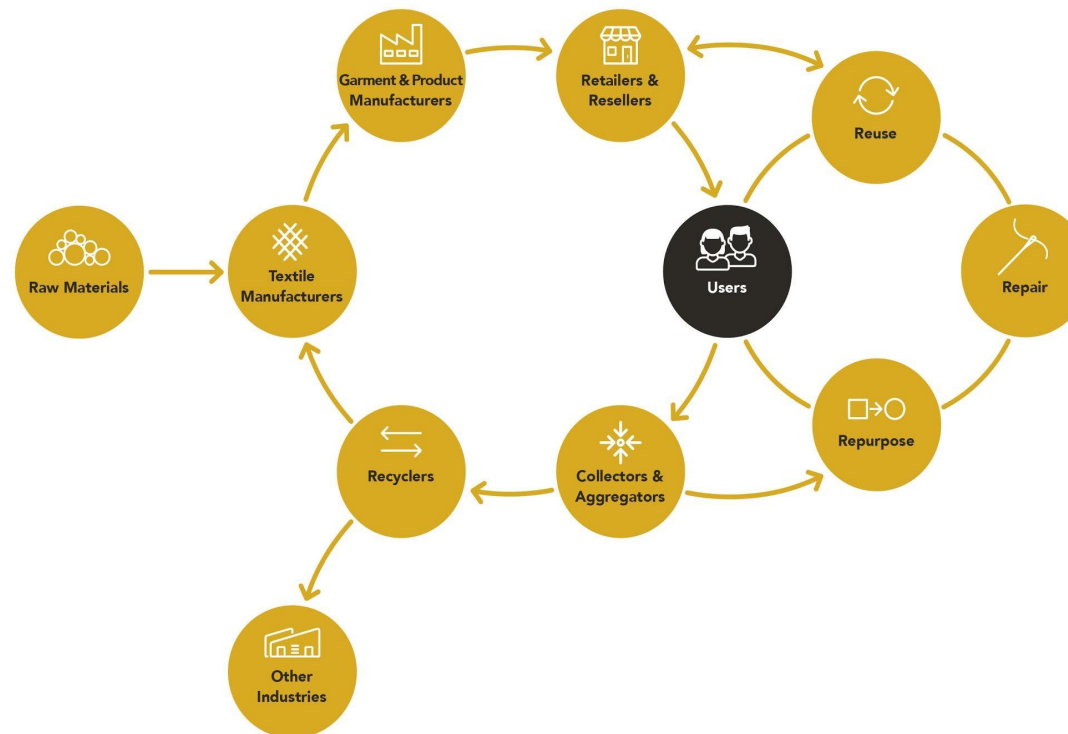 Garment & Product
Manufacturers
Retailers &
Resellers
Reuse
Raw Materials
Textile
Manufacturers
Users
Repair
Recyclers
Collectors &
Aggregators
Repurpose
Other
Industries